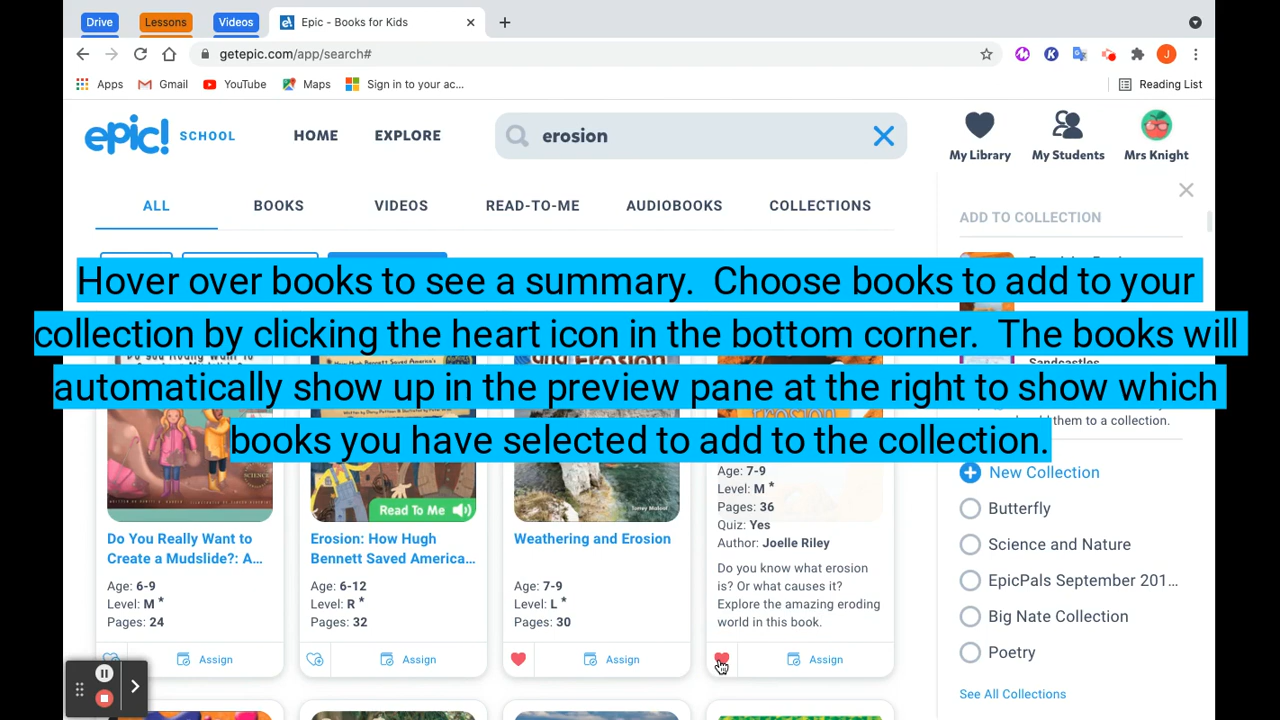 Drive
Lessons
Videos
Epic - Books for Kids
getepic.com/app/search#
J
Apps
Gmail
YouTube
Maps
Sign in to your ac...
Reading List
epic! SCHOOL
HOME
EXPLORE
erosion
My Library
My Students
Mrs Knight
ALL
BOOKS
VIDEOS
READ-TO-ME
AUDIOBOOKS
COLLECTIONS
ADD TO COLLECTION
Hover over books to see a summary. Choose books to add to your
collection by clicking the heart icon in the bottom corner. The books will
automatically show up in the preview pane at the right to show which
books you have selected to add to the collection.
Sandcastles
them to a collection.
Read To Me
Do You Really Want to
Create a Mudslide?: A...
Age: 6-9
Level: M *
Pages: 24
Assign
Erosion: How Hugh
Bennett Saved America...
Age: 6-12
Level: R *
Pages: 32
Assign
and Erosion
Torrey Maloof
Weathering and Erosion
Age: 7-9
Level: L *
Pages: 30
Assign
Age: 7-9
Level: M *
Pages: 36
Quiz: Yes
Author: Joelle Riley
Do you know what erosion
is? Or what causes it?
Explore the amazing eroding
world in this book.
Assign
New Collection
Butterfly
Science and Nature
EpicPals September 201...
Big Nate Collection
Poetry
See All Collections